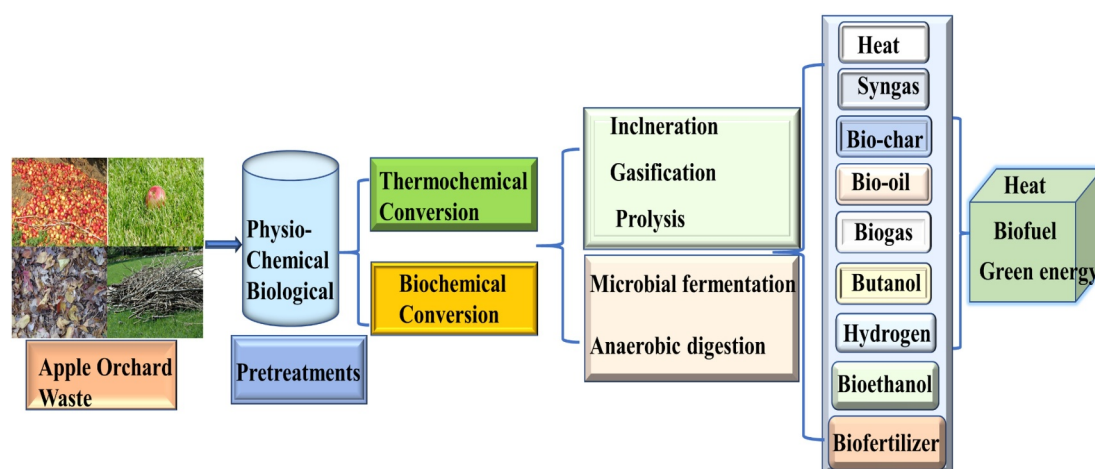 Apple Orchard
Waste
Physio-
Chemical
Biological
Pretreatments
Thermochemical
Conversion
Biochemical
Conversion
Inclneration
Gasification
Prolysis
Microbial fermentation
Anaerobic digestion
Heat
Syngas
Bio-char
Bio-oil
Biogas
Butanol
Hydrogen
Bioethanol
Biofertilizer
Heat
Biofuel
Green energy